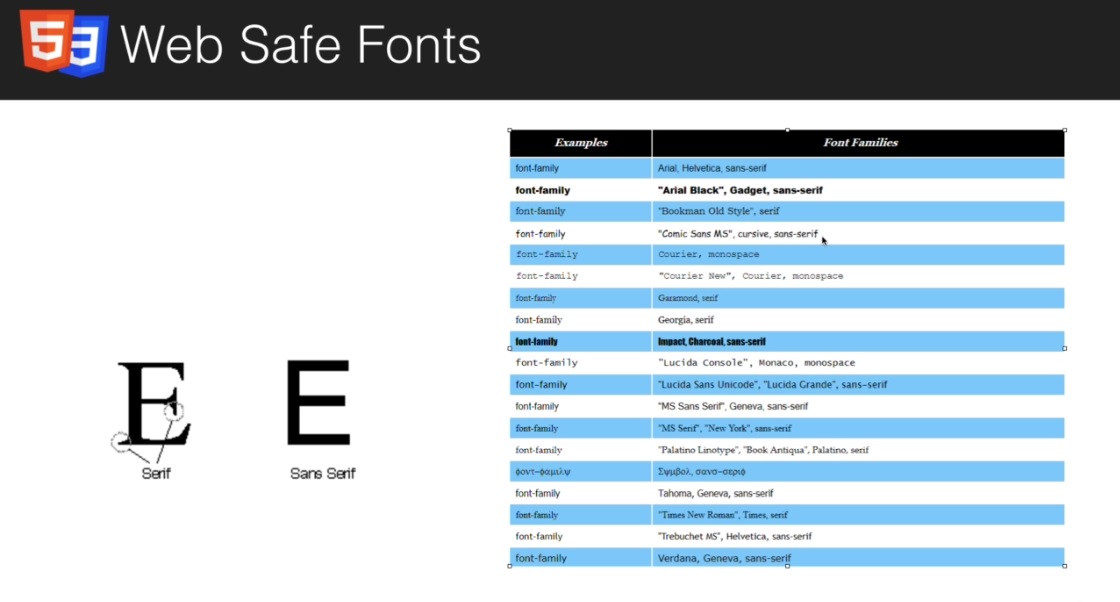 5 3 Web Safe Fonts
Examples Font Families
font-family Arial, Helvetica, sans-serif
font-family "Arial Black", Gadget, sans-serif
font-family "Bookman Old Style", serif
font-family "Comic Sans MS", cursive, sans-serif
font-family Courier, monospace
font-family "Courier New", Courier, monospace
font-family Garamond, serif
font-family Georgia, serif
font-family Impact, Charcoal, sans-serif
font-family "Lucida Console", Monaco, monospace
font-family "Lucida Sans Unicode", "Lucida Grande", sans-serif
font-family "MS Sans Serif", Geneva, sans-serif
font-family "MS Serif", "New York", sans-serif
font-family "Palatino Linotype", "Book Antiqua", Palatino, serif
φοντ−φαμιλψ Σψμβολ, σανσ−σεριφ
font-family Tahoma, Geneva, sans-serif
font-family "Times New Roman", Times, serif
font-family "Trebuchet MS", Helvetica, sans-serif
font-family Verdana, Geneva, sans-serif
E E
Serif Sans Serif